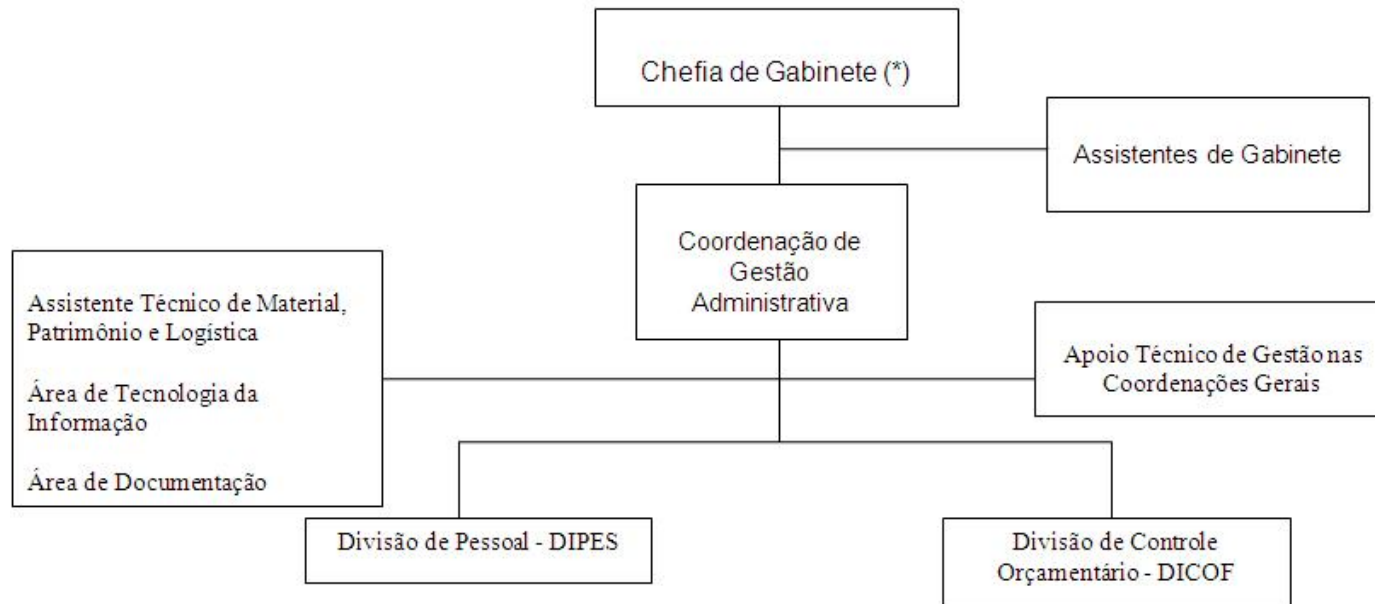 Chefia de Gabinete (*)
Assistentes de Gabinete
Coordenação de
Gestão
Administrativa
Assistente Técnico de Material,
Patrimônio e Logística
Área de Tecnologia da
Informação
Área de Documentação
Apoio Técnico de Gestão nas
Coordenações Gerais
Divisão de Pessoal - DIPES
Divisão de Controle
Orçamentário - DICOF